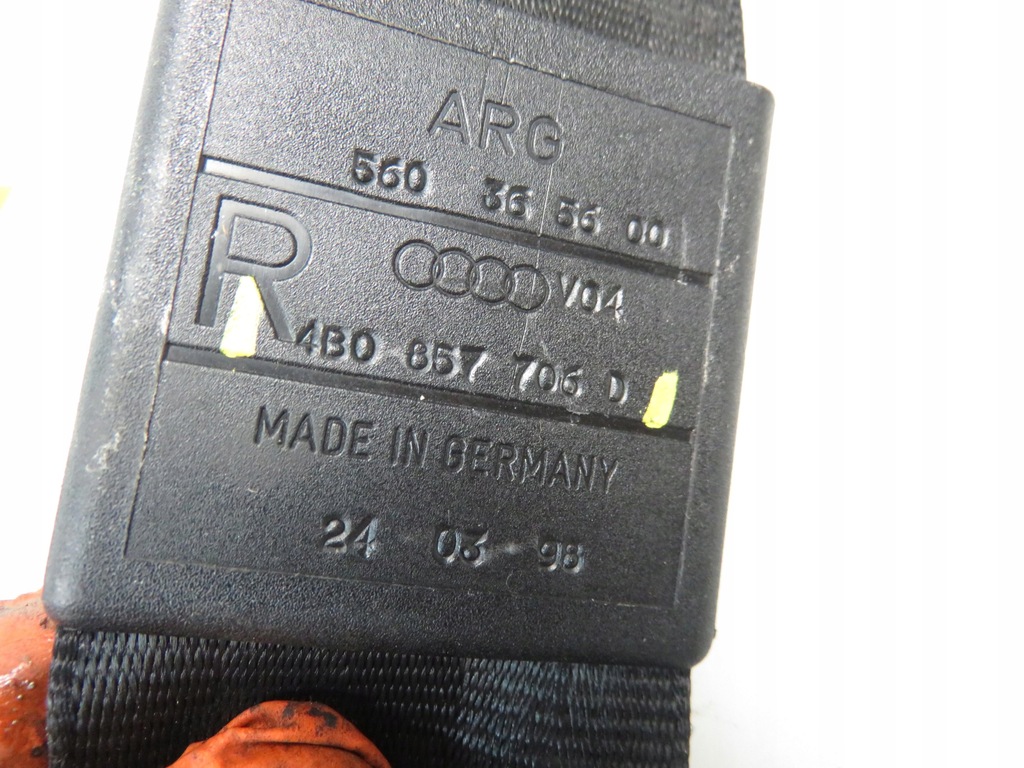 ARG
560 36 56 00
R V04
4B0 857 706 D
MADE IN GERMANY
24 03 98